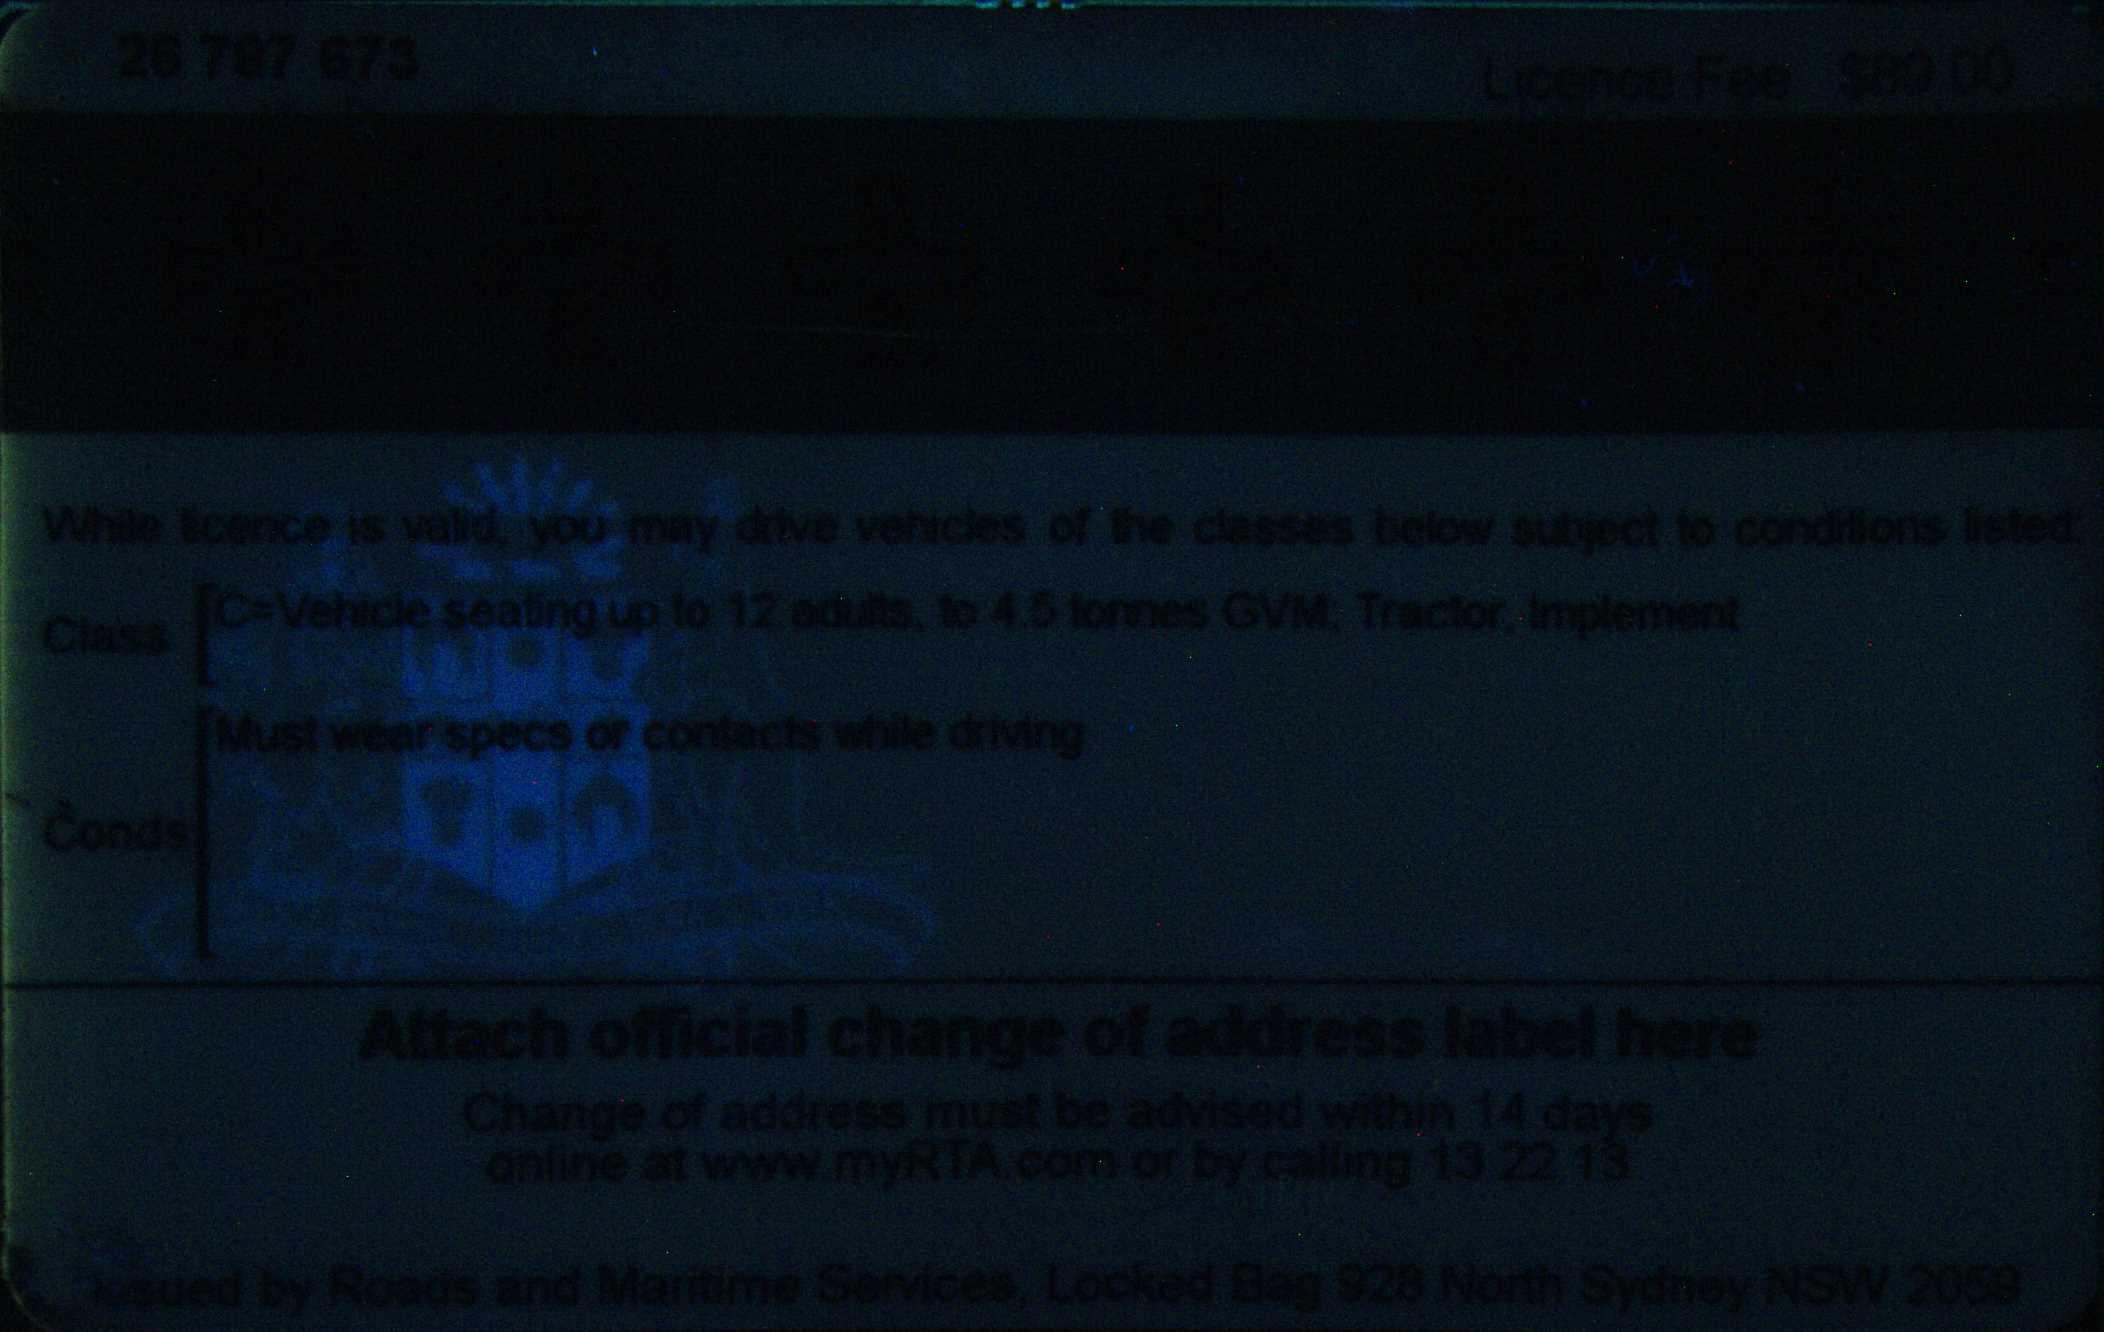 26 797 673
Licence Fee
While licence is valid, you may drive vehicles of the classes below subject to conditions listed:
Class
C=Vehicle seating up to 12 adults, to 4.5 tonnes GVM; Tractor, Implement
Must wear specs or contacts while driving
Conds
Attach official change of address label here
Change of address must be advised within 14 days
online at www.myRTA.com or by calling 13 22 13
Issued by Roads and Maritime Services, Locked Bag 928 North Sydney NSW 2059